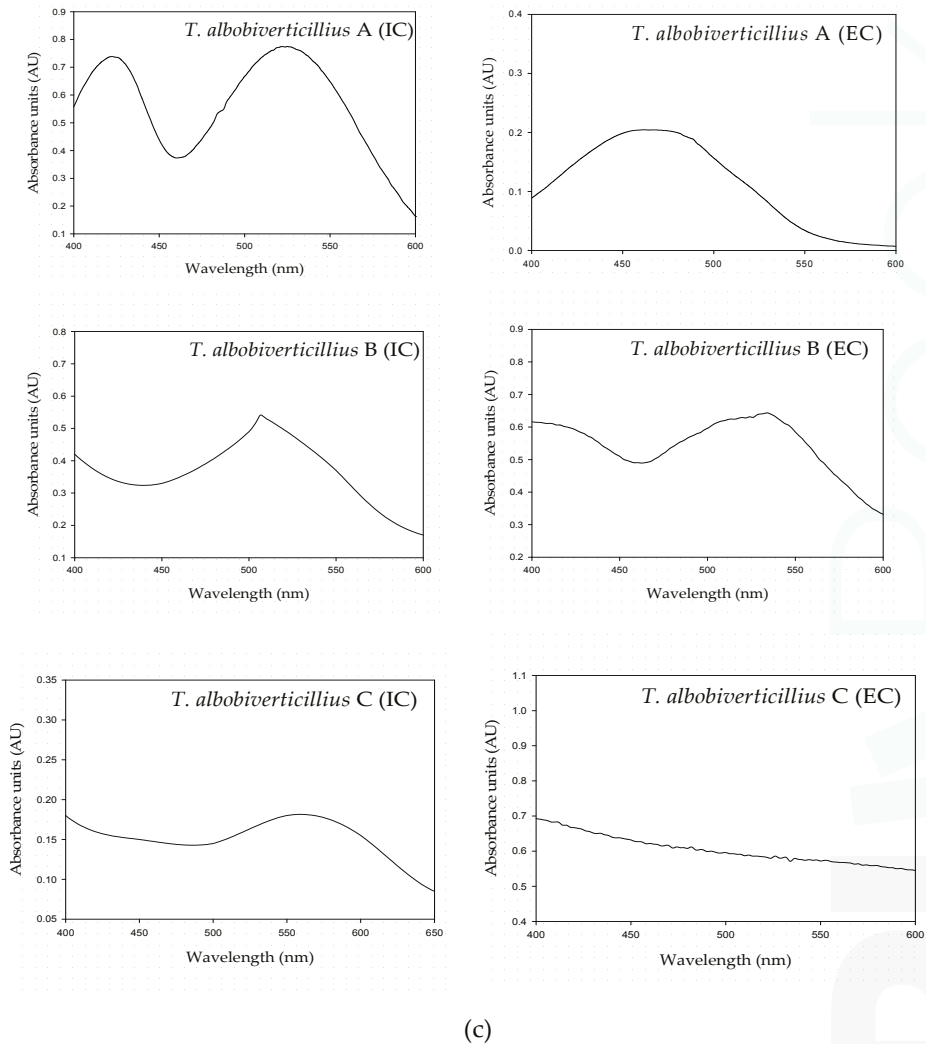 T. albobiverticillius A (IC)
Absorbance units (AU)
0.9
0.8
0.7
0.6
0.5
0.4
0.3
0.2
0.1
400 450 500 550 600
Wavelength (nm)
T. albobiverticillius A (EC)
Absorbance units (AU)
0.4
0.3
0.2
0.1
0.0
400 450 500 550 600
Wavelength (nm)
T. albobiverticillius B (IC)
Absorbance units (AU)
0.8
0.7
0.6
0.5
0.4
0.3
0.2
0.1
400 450 500 550 600
Wavelength (nm)
T. albobiverticillius B (EC)
Absorbance units (AU)
0.9
0.8
0.7
0.6
0.5
0.4
0.3
0.2
400 450 500 550 600
Wavelength (nm)
T. albobiverticillius C (IC)
Absorbance units (AU)
0.35
0.30
0.25
0.20
0.15
0.10
0.05
400 450 500 550 600 650
Wavelength (nm)
T. albobiverticillius C (EC)
Absorbance units (AU)
1.1
1.0
0.9
0.8
0.7
0.6
0.5
0.4
400 450 500 550 600
Wavelength (nm)
(c)